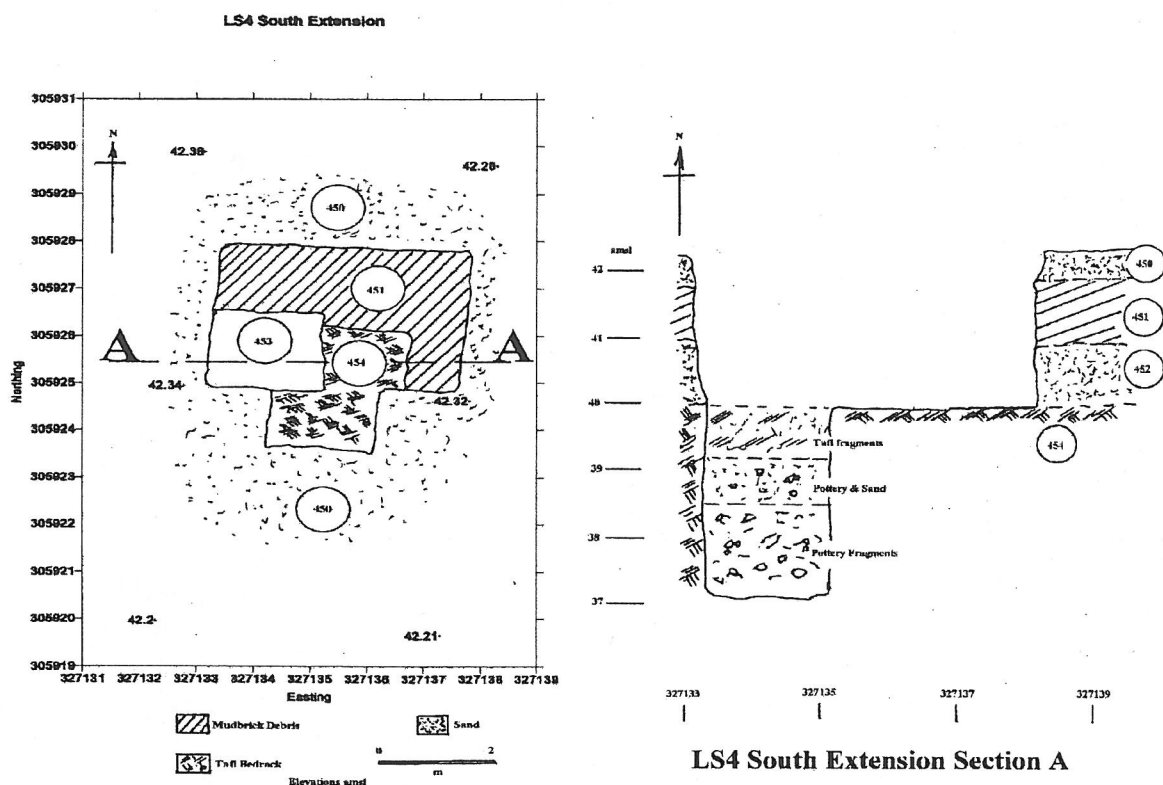 LS4 South Extension
305931
305930
305929
305928
305927
305926
305925
305924
305923
305922
305921
305920
305919
Northing
N
42.38
42.26
450
451
453
454
A
A
42.34
42.32
450
42.2
42.21
327131 327132 327133 327134 327135 327136 327137 327138 327139
Easting
Mudbrick Debris
Sand
Tafl Bedrock
0 2
m
Elevations amsl
N
amsl
42
41
40
39
38
37
450
451
452
454
Tafl fragments
Pottery & Sand
Pottery Fragments
327133 327135 327137 327139
LS4 South Extension Section A